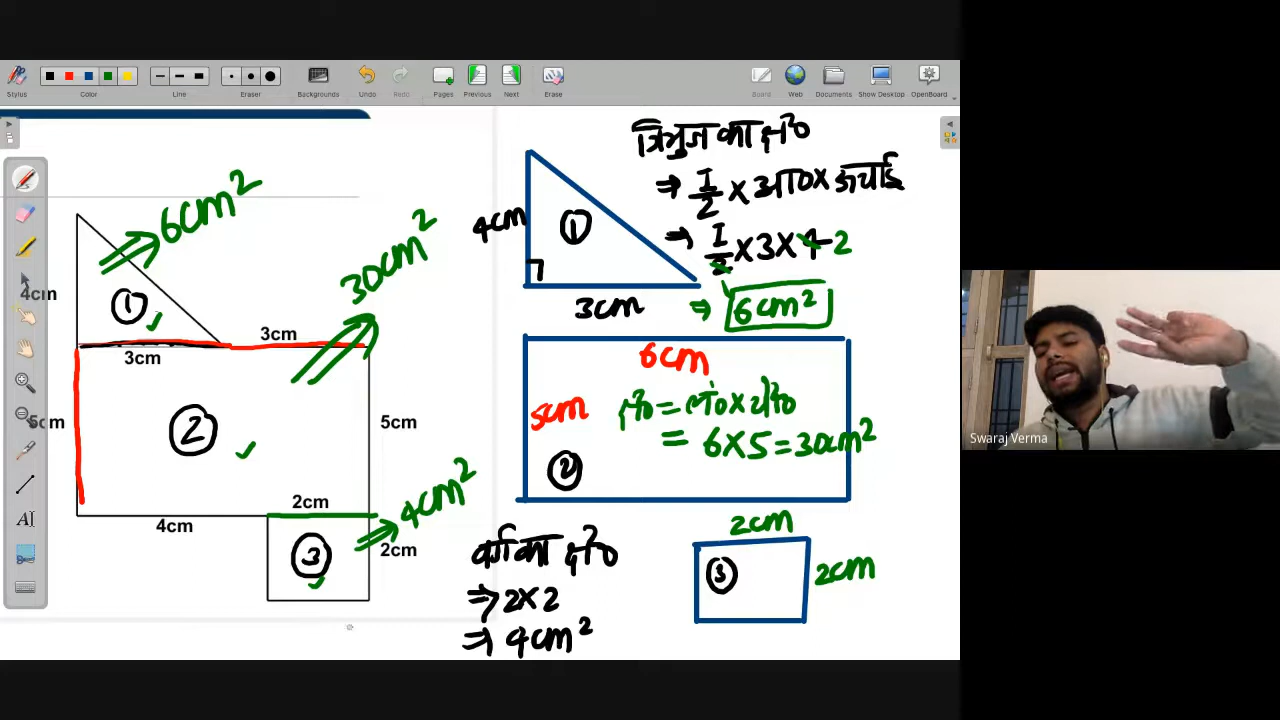 Stylus
Color
Line
Eraser
Backgrounds
Undo
Redo
Pages
Previous
Next
Erase
Board
Web
Documents
Show Desktop
OpenBoard
6cm²
4cm
①
3cm
3cm
30cm²
5cm
②
5cm
4cm
2cm
4cm²
③
2cm
4cm
①
3cm
त्रिभुज का क्षे०
⇒ 1/2 × आ० × ऊँचाई
⇒ 1/2 × 3 × 4 2
⇒ 6cm²
6cm
5cm
क्षे० = ल० × चौ०
= 6 × 5 = 30cm²
②
वर्ग का क्षे०
⇒ 2 × 2
⇒ 4cm²
2cm
③
2cm
Swaraj Verma